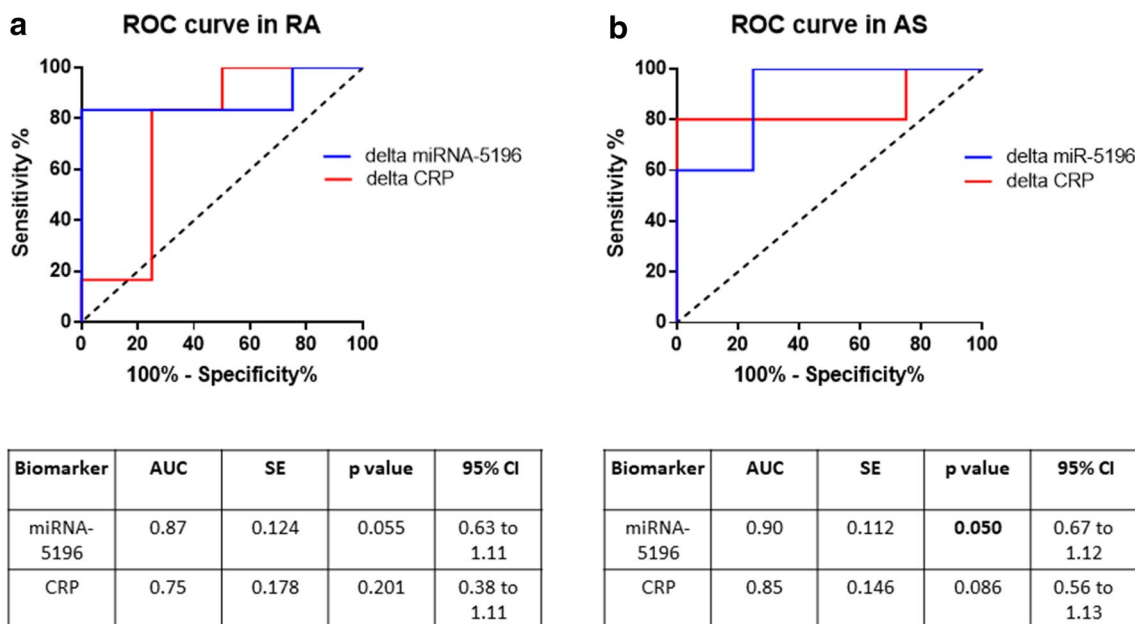 a
ROC curve in RA
100
80
60
40
20
0
Sensitivity %
0 20 40 60 80 100
100% - Specificity%
delta miRNA-5196
delta CRP
Biomarker AUC SE p value 95% CI
miRNA-
5196 0.87 0.124 0.055 0.63 to
1.11
CRP 0.75 0.178 0.201 0.38 to
1.11
b
ROC curve in AS
100
80
60
40
20
0
Sensitivity %
0 20 40 60 80 100
100% - Specificity%
delta miR-5196
delta CRP
Biomarker AUC SE p value 95% CI
miRNA-
5196 0.90 0.112 0.050 0.67 to
1.12
CRP 0.85 0.146 0.086 0.56 to
1.13